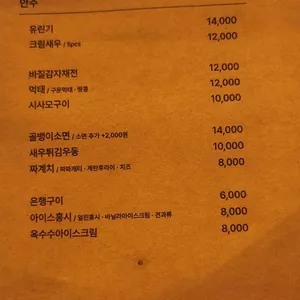 안주
유린기 14,000
크림새우 / 5pcs 12,000
바질감자채전 12,000
먹태 / 구운먹태 · 땅콩 12,000
시사모구이 10,000
골뱅이소면 / 소면 추가 +2,000원 14,000
새우튀김우동 10,000
짜계치 / 짜파게티 · 계란후라이 · 치즈 8,000
은행구이 6,000
아이스홍시 / 얼린홍시 · 바닐라아이스크림 · 견과류 8,000
옥수수아이스크림 8,000